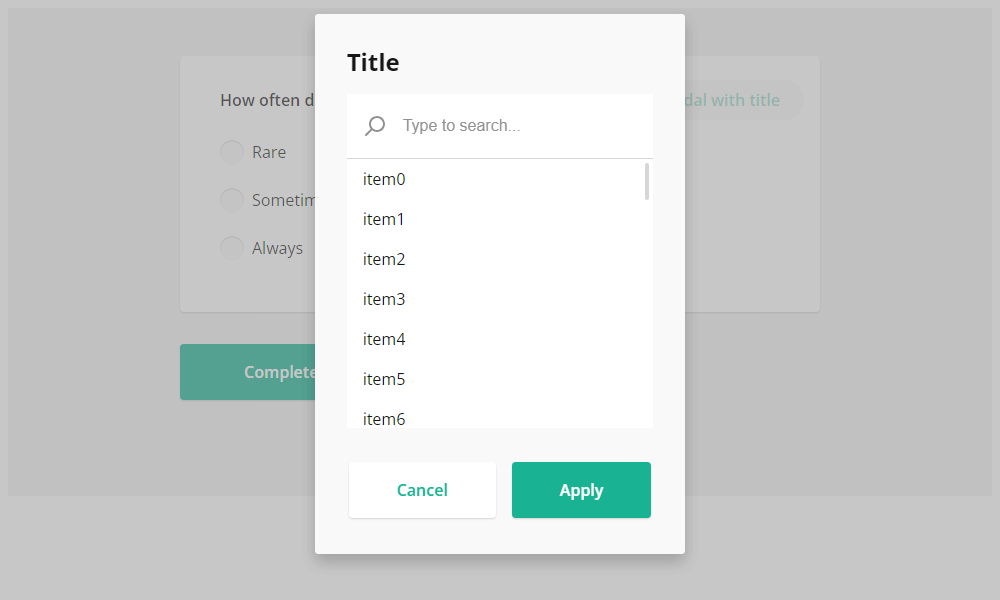 Title
How often d
dal with title
Type to search...
Rare
item0
Sometim
item1
Always
item2
item3
item4
Complete
item5
item6
Cancel
Apply